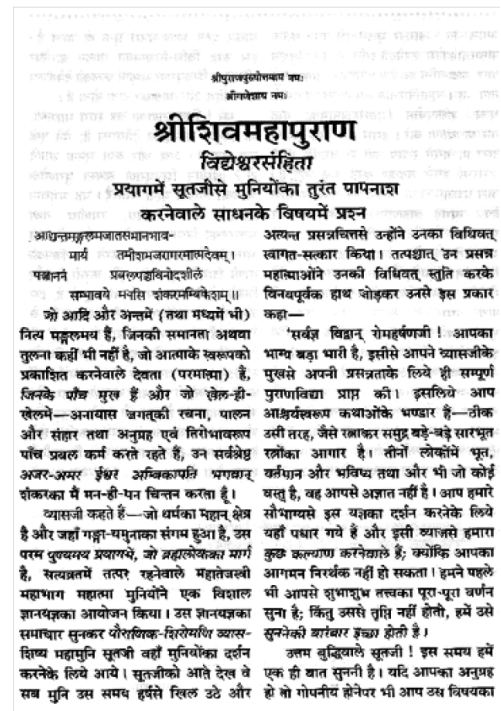 श्रीपुराणपुरुषोत्तमाय नमः
श्रीगणेशाय नमः
श्रीशिवमहापुराण
विद्येश्वरसंहिता
प्रयागमें सूतजीसे मुनियोंका तुरंत पापनाश
करनेवाले साधनके विषयमें प्रश्न
आद्यन्तमङ्गलमजातसमानभाव-
मार्यं तमीशमजरामरमात्मदेवम्।
पञ्चाननं प्रबलपञ्चविनोदशीलं
सम्भावये मनसि शंकरमम्बिकेशम्॥
जो आदि और अन्तमें (तथा मध्यमें भी)
नित्य मङ्गलमय हैं, जिनकी समानता अथवा
तुलना कहीं भी नहीं है, जो आत्माके स्वरूपको
प्रकाशित करनेवाले देवता (परमात्मा) हैं,
जिनके पाँच मुख हैं और जो खेल-ही-
खेलमें—अनायास जगत्‌की रचना, पालन
और संहार तथा अनुग्रह एवं तिरोभावरूप
पाँच प्रबल कर्म करते रहते हैं, उन सर्वश्रेष्ठ
अजर-अमर ईश्वर अम्बिकापति भगवान्
शंकरका मैं मन-ही-मन चिन्तन करता हूँ।
व्यासजी कहते हैं—जो धर्मका महान् क्षेत्र
है और जहाँ गङ्गा-यमुनाका संगम हुआ है, उस
परम पुण्यमय प्रयागमें, जो ब्रह्मलोकका मार्ग
है, सत्यव्रतमें तत्पर रहनेवाले महातेजस्वी
महाभाग महात्मा मुनियोंने एक विशाल
ज्ञानयज्ञका आयोजन किया। उस ज्ञानयज्ञका
समाचार सुनकर पौराणिक-शिरोमणि व्यास-
शिष्य महामुनि सूतजी वहाँ मुनियोंका दर्शन
करनेके लिये आये। सूतजीको आते देख वे
सब मुनि उस समय हर्षसे खिल उठे और
अत्यन्त प्रसन्नचित्तसे उन्होंने उनका विधिवत्
स्वागत-सत्कार किया। तत्पश्चात् उन प्रसन्न
महात्माओंने उनकी विधिवत् स्तुति करके
विनयपूर्वक हाथ जोड़कर उनसे इस प्रकार
कहा—
'सर्वज्ञ विद्वान् रोमहर्षणजी! आपका
भाग्य बड़ा भारी है, इसीसे आपने व्यासजीके
मुखसे अपनी प्रसन्नताके लिये ही सम्पूर्ण
पुराणविद्या प्राप्त की। इसलिये आप
आश्चर्यस्वरूप कथाओंके भण्डार हैं—ठीक
उसी तरह, जैसे रत्नाकर समुद्र बड़े-बड़े सारभूत
रत्नोंका आगार है। तीनों लोकोंमें भूत,
वर्तमान और भविष्य तथा और भी जो कोई
वस्तु है, वह आपसे अज्ञात नहीं है। आप हमारे
सौभाग्यसे इस यज्ञका दर्शन करनेके लिये
यहाँ पधार गये हैं और इसी व्याजसे हमारा
कुछ कल्याण करनेवाले हैं; क्योंकि आपका
आगमन निरर्थक नहीं हो सकता। हमने पहले
भी आपसे शुभाशुभ तत्त्वका पूरा-पूरा वर्णन
सुना है; किंतु उससे तृप्ति नहीं होती, हमें उसे
सुननेकी बारंबार इच्छा होती है।
उत्तम बुद्धिवाले सूतजी! इस समय हमें
एक ही बात सुननी है। यदि आपका अनुग्रह
हो तो गोपनीय होनेपर भी आप उस विषयका